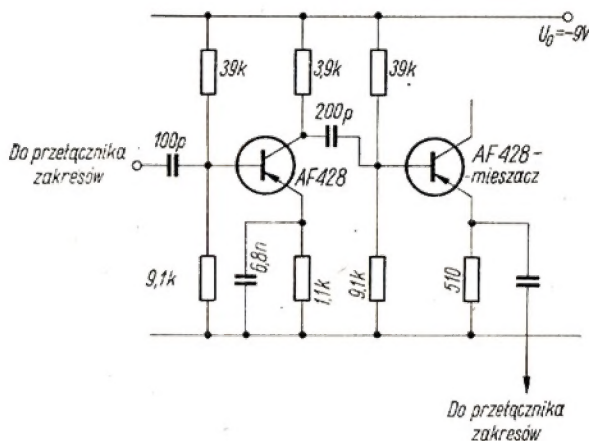 U₀=-9V
39k
3,9k
39k
200p
100p
Do przełącznika
zakresów
AF428
AF428-
-mieszacz
9,1k
6,8n
1,1k
9,1k
510
Do przełącznika
zakresów